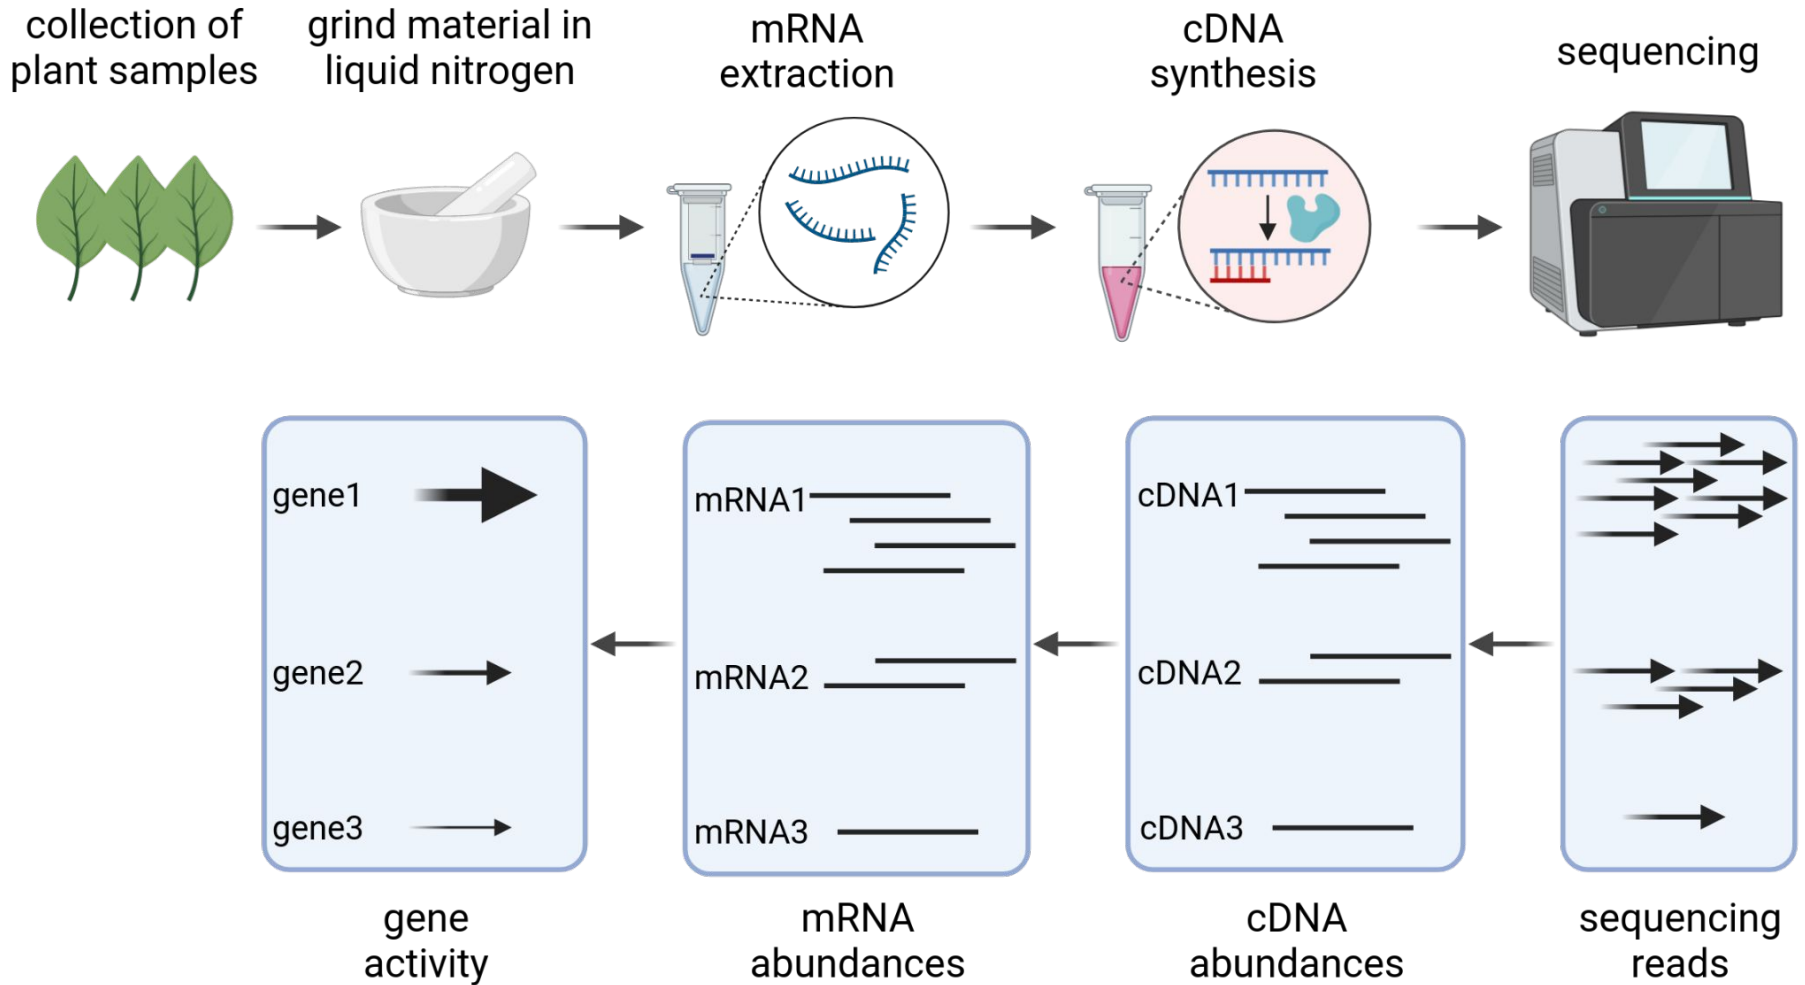 collection of
plant samples
grind material in
liquid nitrogen
mRNA
extraction
cDNA
synthesis
sequencing
gene1
gene2
gene3
mRNA1
mRNA2
mRNA3
cDNA1
cDNA2
cDNA3
gene
activity
mRNA
abundances
cDNA
abundances
sequencing
reads